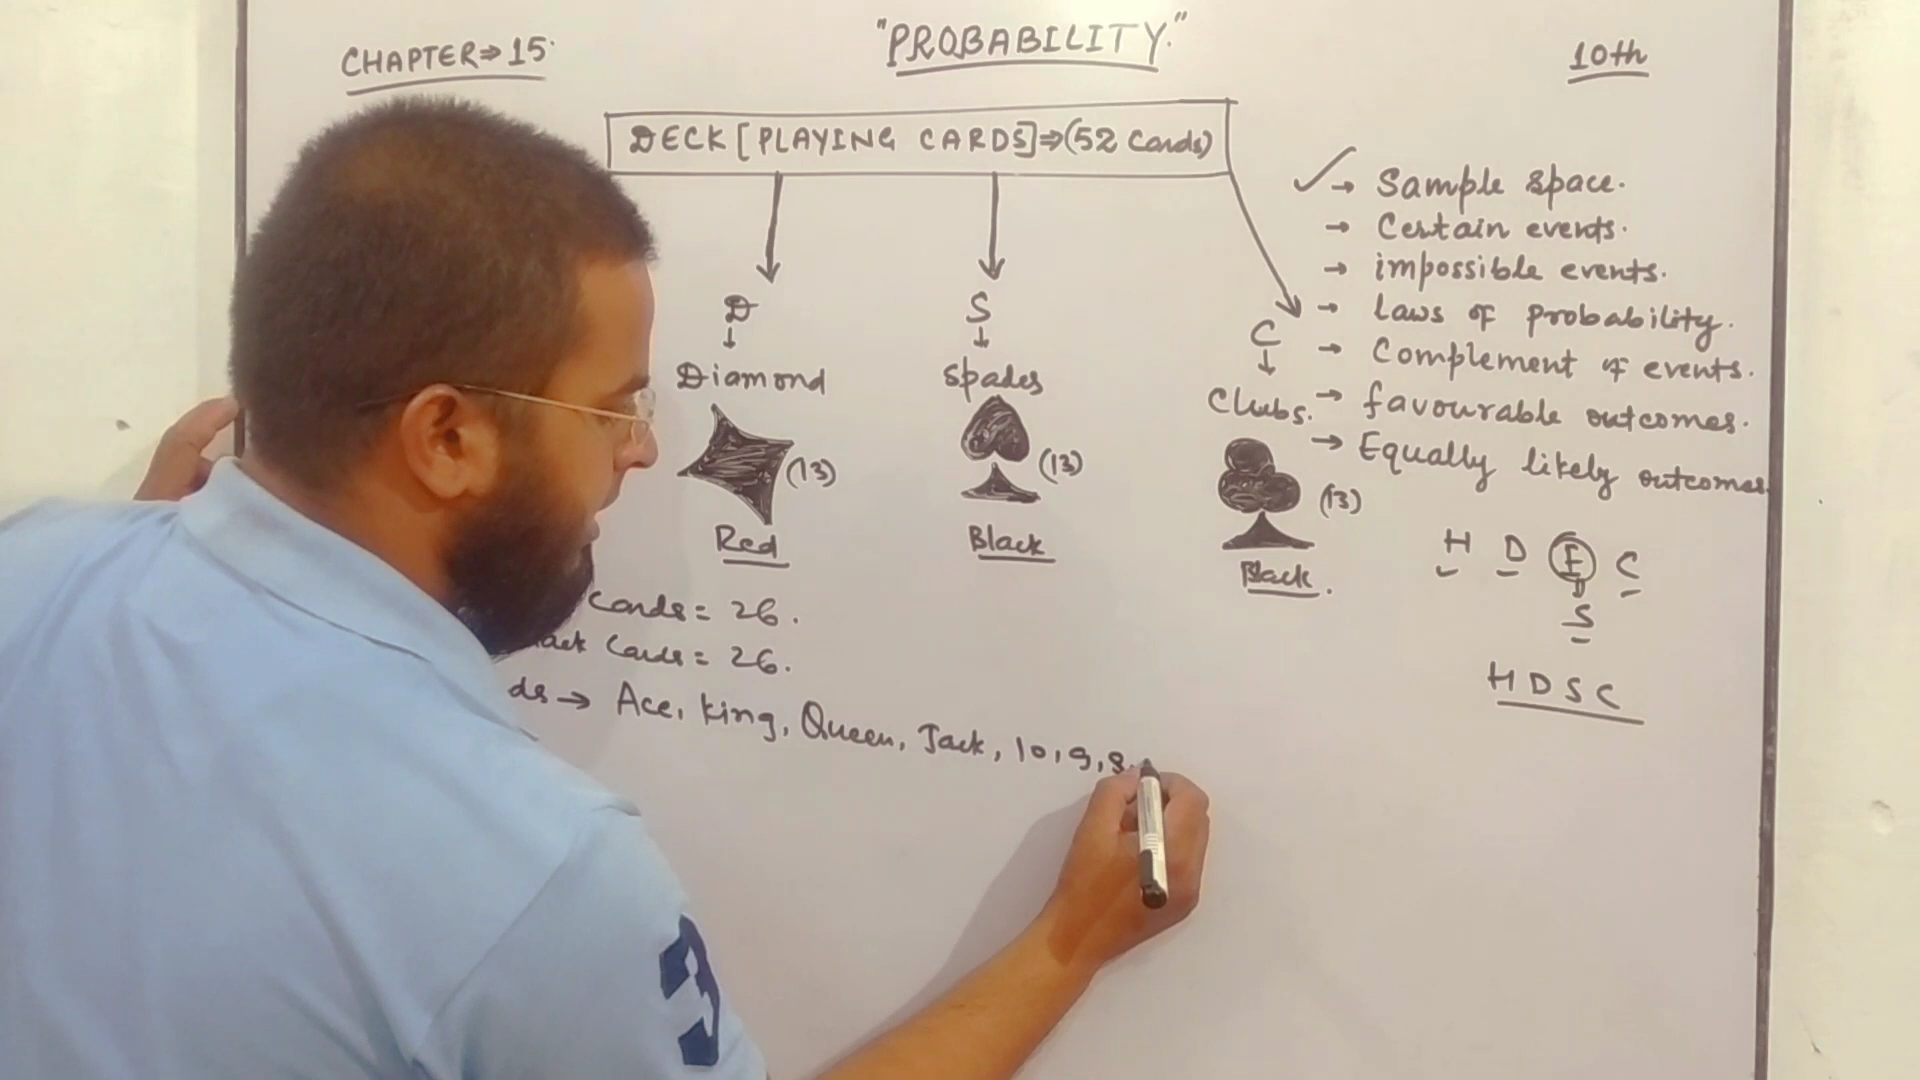 CHAPTER⇒15.
"PROBABILITY."
10th
DECK [PLAYING CARDS]⇒(52 Cards)
D
↓
Diamond
(13)
Red
S
↓
Spades
(13)
Black
C
↓
Clubs.
(13)
Black.
✓→ Sample space.
→ Certain events.
→ impossible events.
→ laws of probability.
→ Complement of events.
→ favourable outcomes.
→ Equally likely outcomes
H D E C
S
HDSC
Cards = 26.
Cards = 26.
→ Ace, King, Queen, Jack, 10, 9, 8,
3